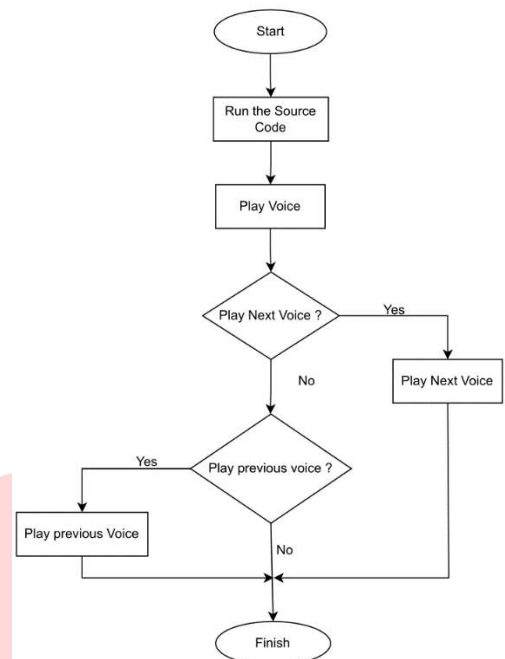 Start
Run the Source
Code
Play Voice
Play Next Voice ?
Yes
No
Play Next Voice
Play previous voice ?
Yes
No
Play previous Voice
Finish